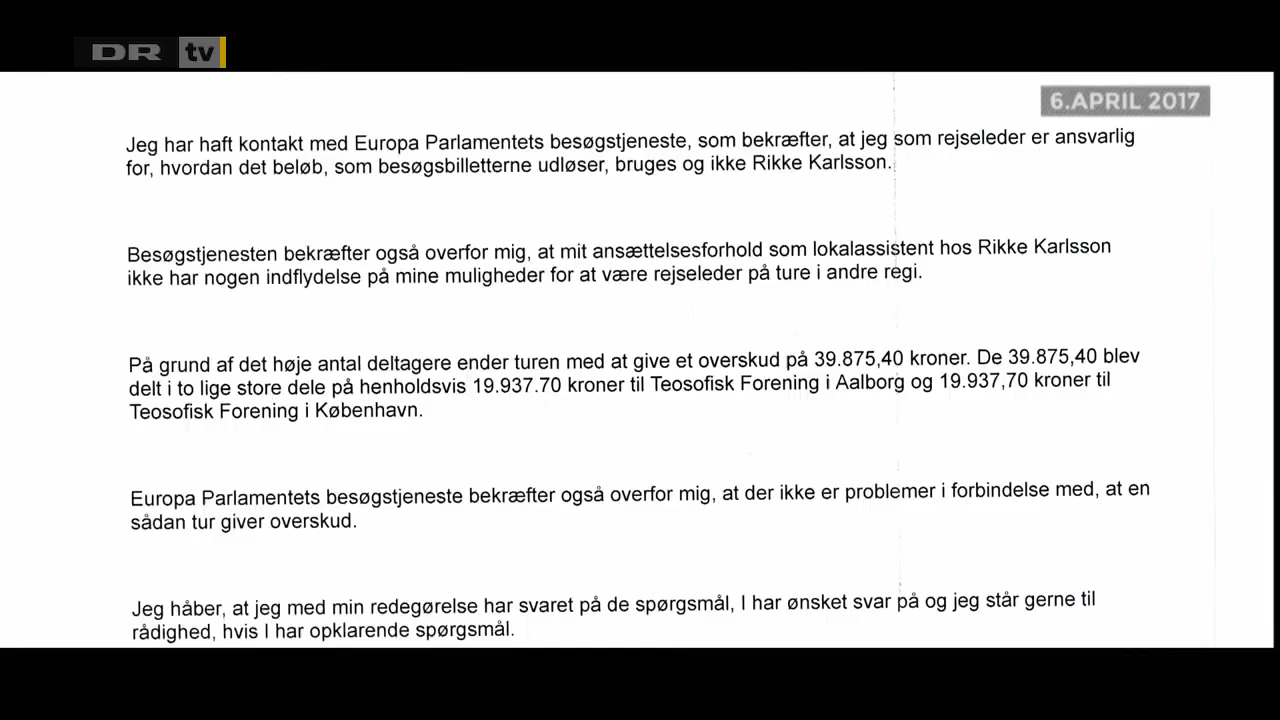 DR tv
6.APRIL 2017
Jeg har haft kontakt med Europa Parlamentets besøgstjeneste, som bekræfter, at jeg som rejseleder er ansvarlig
for, hvordan det beløb, som besøgsbilletterne udløser, bruges og ikke Rikke Karlsson.
Besøgstjenesten bekræfter også overfor mig, at mit ansættelsesforhold som lokalassistent hos Rikke Karlsson
ikke har nogen indflydelse på mine muligheder for at være rejseleder på ture i andre regi.
På grund af det høje antal deltagere ender turen med at give et overskud på 39.875,40 kroner. De 39.875,40 blev
delt i to lige store dele på henholdsvis 19.937.70 kroner til Teosofisk Forening i Aalborg og 19.937,70 kroner til
Teosofisk Forening i København.
Europa Parlamentets besøgstjeneste bekræfter også overfor mig, at der ikke er problemer i forbindelse med, at en
sådan tur giver overskud.
Jeg håber, at jeg med min redegørelse har svaret på de spørgsmål, I har ønsket svar på og jeg står gerne til
rådighed, hvis I har opklarende spørgsmål.